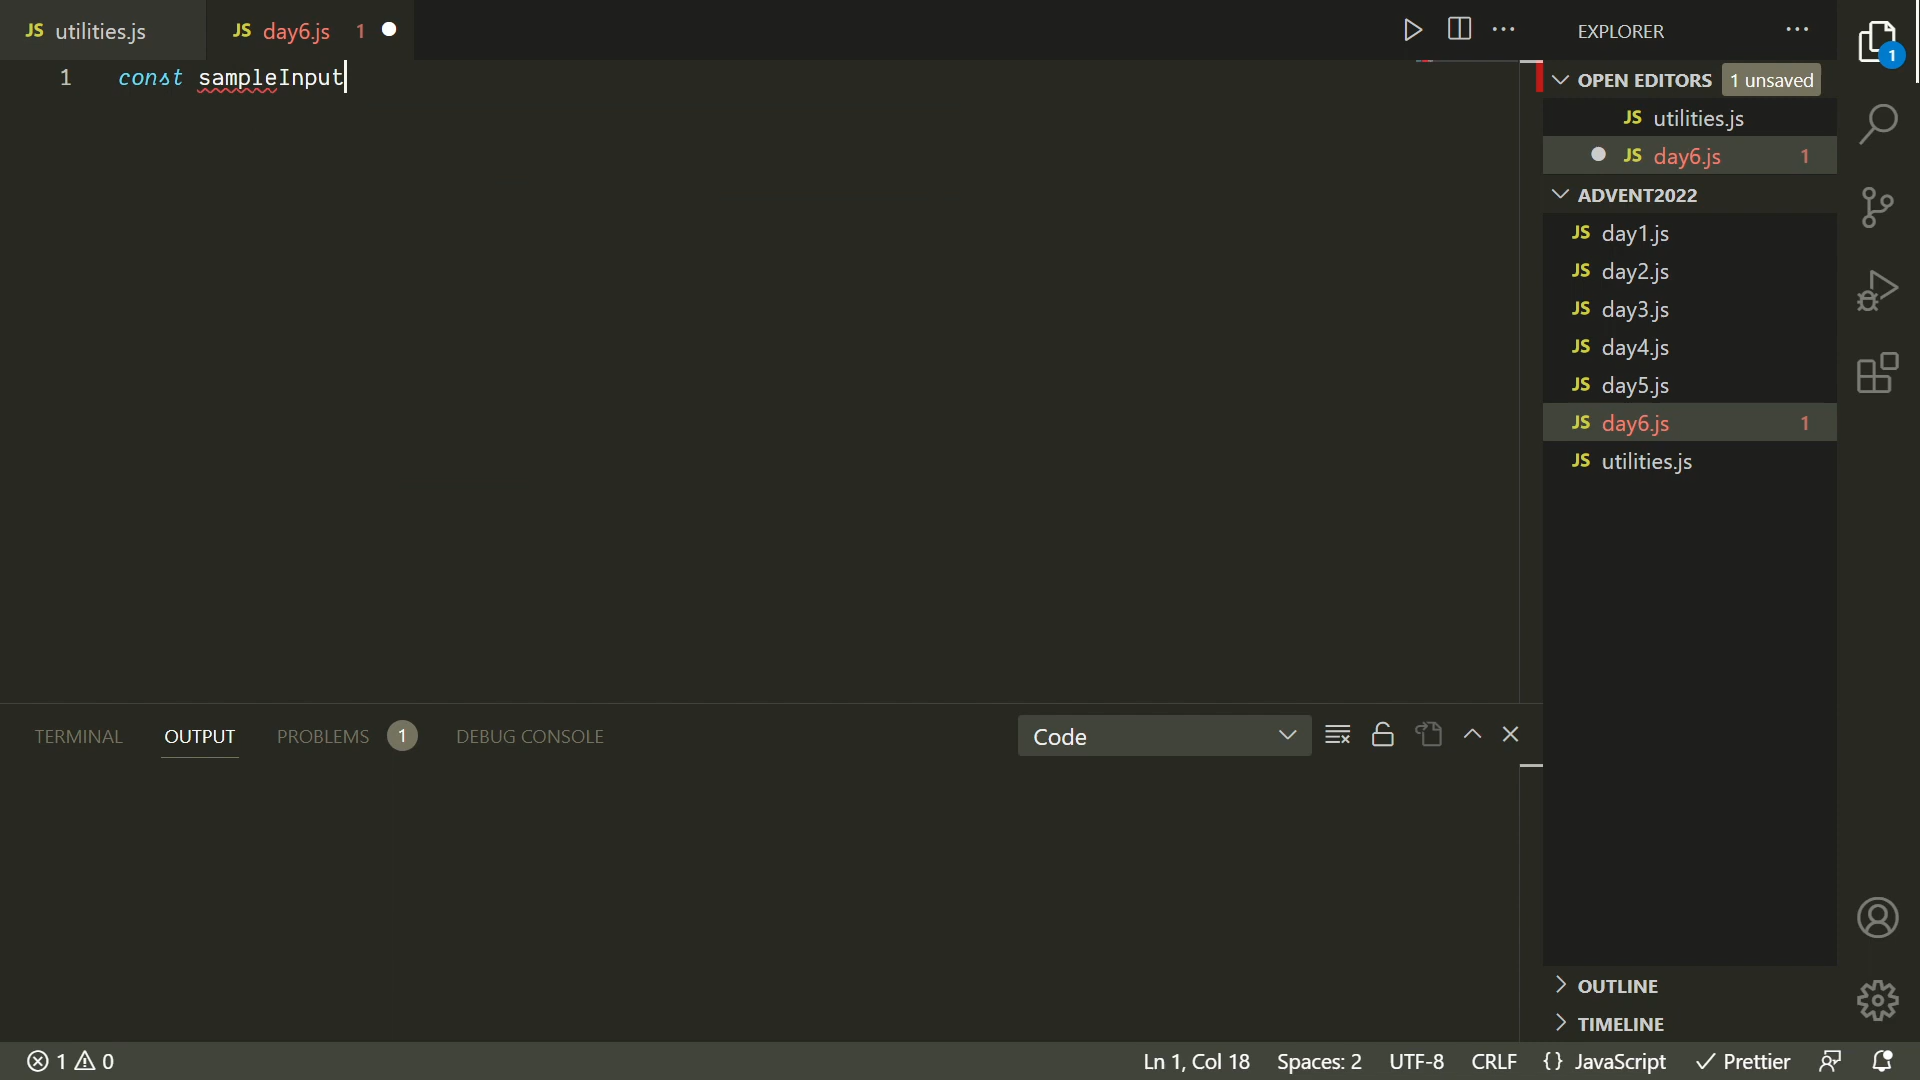 JS utilities.js
JS day6.js 1
EXPLORER
1
1 const sampleInput
OPEN EDITORS 1 unsaved
JS utilities.js
JS day6.js 1
ADVENT2022
JS day1.js
JS day2.js
JS day3.js
JS day4.js
JS day5.js
JS day6.js 1
JS utilities.js
TERMINAL OUTPUT PROBLEMS 1 DEBUG CONSOLE
Code
OUTLINE
TIMELINE
1 0
Ln 1, Col 18 Spaces: 2 UTF-8 CRLF {} JavaScript Prettier